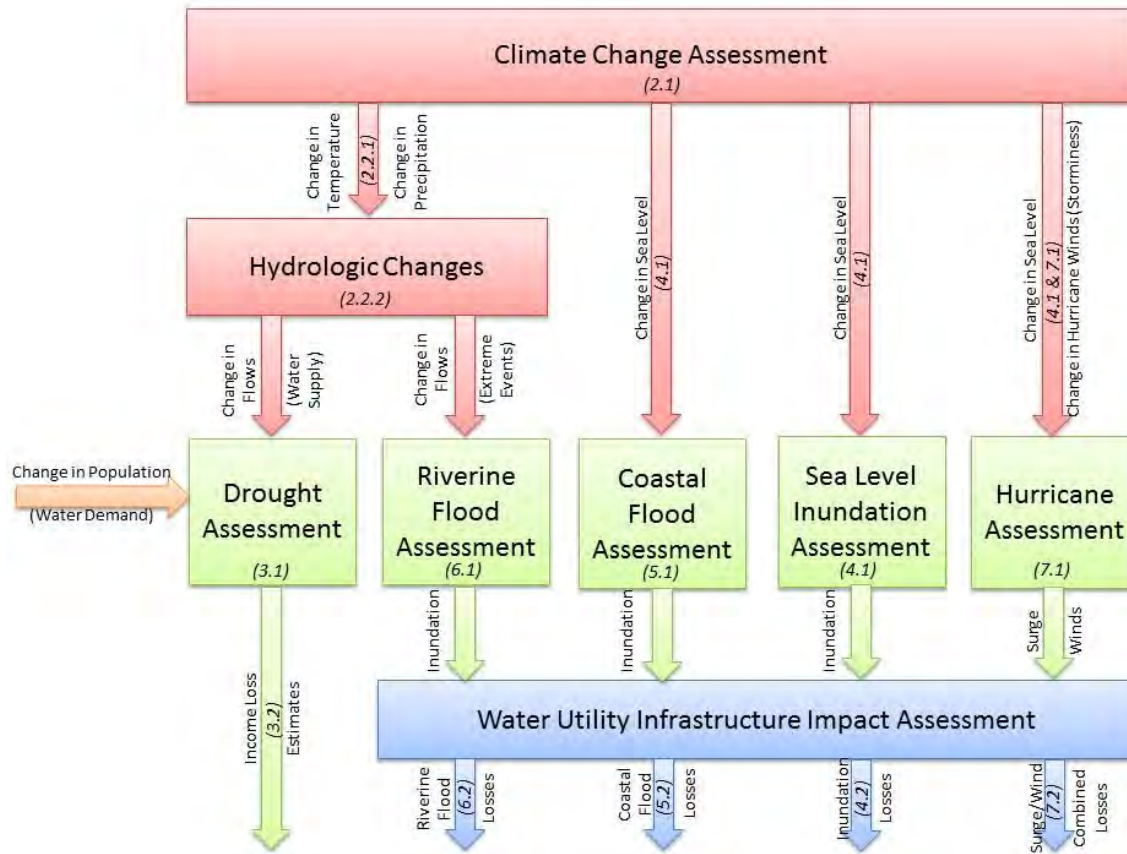 Climate Change Assessment
(2.1)
Change in
Temperature
(2.2.1)
Change in
Precipitation
Change in Sea Level
(4.1)
Change in Sea Level
(4.1)
Change in Sea Level
(4.1 & 7.1)
Change in Hurricane Winds (Storminess)
Hydrologic Changes
(2.2.2)
Change in
Flows
(Water
Supply)
Change in
Flows
(Extreme
Events)
Change in Population
(Water Demand)
Drought
Assessment
(3.1)
Riverine
Flood
Assessment
(6.1)
Coastal
Flood
Assessment
(5.1)
Sea Level
Inundation
Assessment
(4.1)
Hurricane
Assessment
(7.1)
Income Loss
(3.2)
Estimates
Inundation
Inundation
Inundation
Surge
Winds
Water Utility Infrastructure Impact Assessment
Riverine
Flood
(6.2)
Losses
Coastal
Flood
(5.2)
Losses
Inundation
(4.2)
Losses
Surge/Wind
(7.2)
Combined
Losses